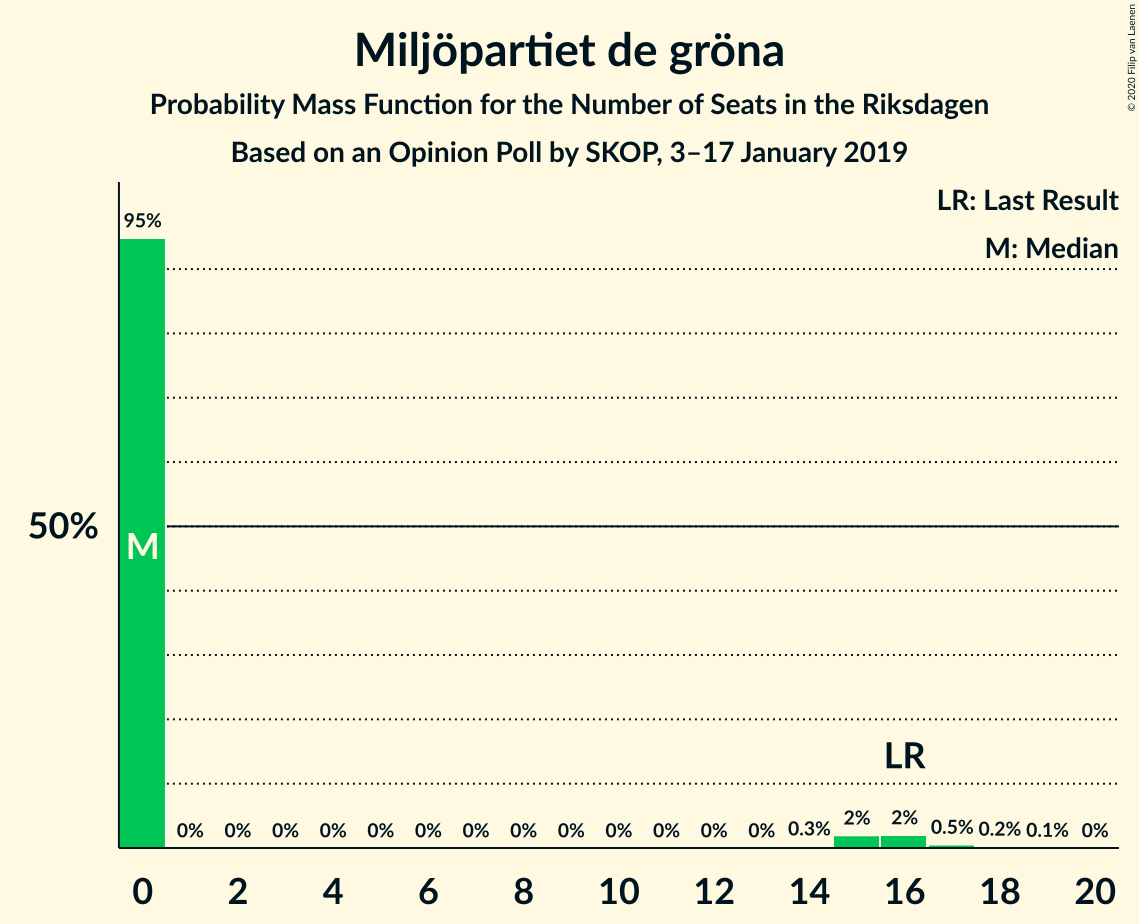 Miljöpartiet de gröna
Probability Mass Function for the Number of Seats in the Riksdagen
Based on an Opinion Poll by SKOP, 3–17 January 2019
© 2020 Filip van Laenen
LR: Last Result
M: Median
95%
50%
M
LR
0% 0% 0% 0% 0% 0% 0% 0% 0% 0% 0% 0% 0% 0.3% 2% 2% 0.5% 0.2% 0.1% 0%
0 2 4 6 8 10 12 14 16 18 20